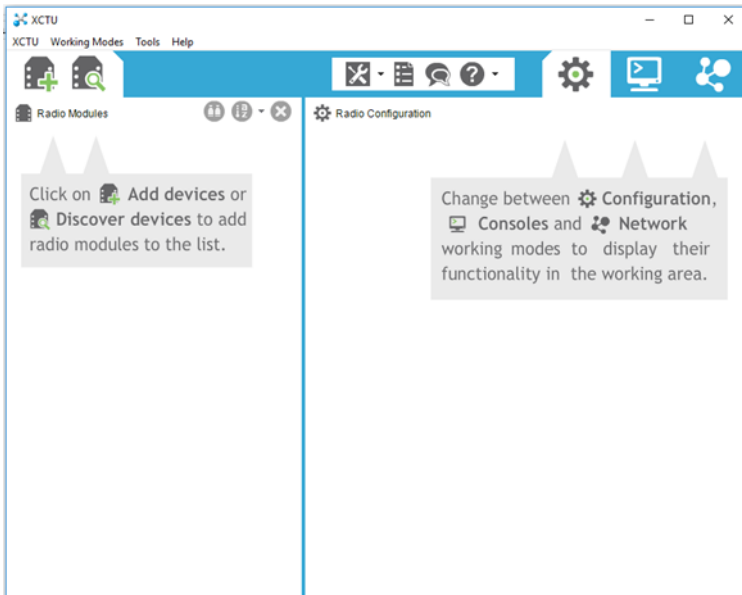 XCTU
XCTU Working Modes Tools Help
Radio Modules
Radio Configuration
Click on Add devices or
Discover devices to add
radio modules to the list.
Change between Configuration,
Consoles and Network
working modes to display their
functionality in the working area.